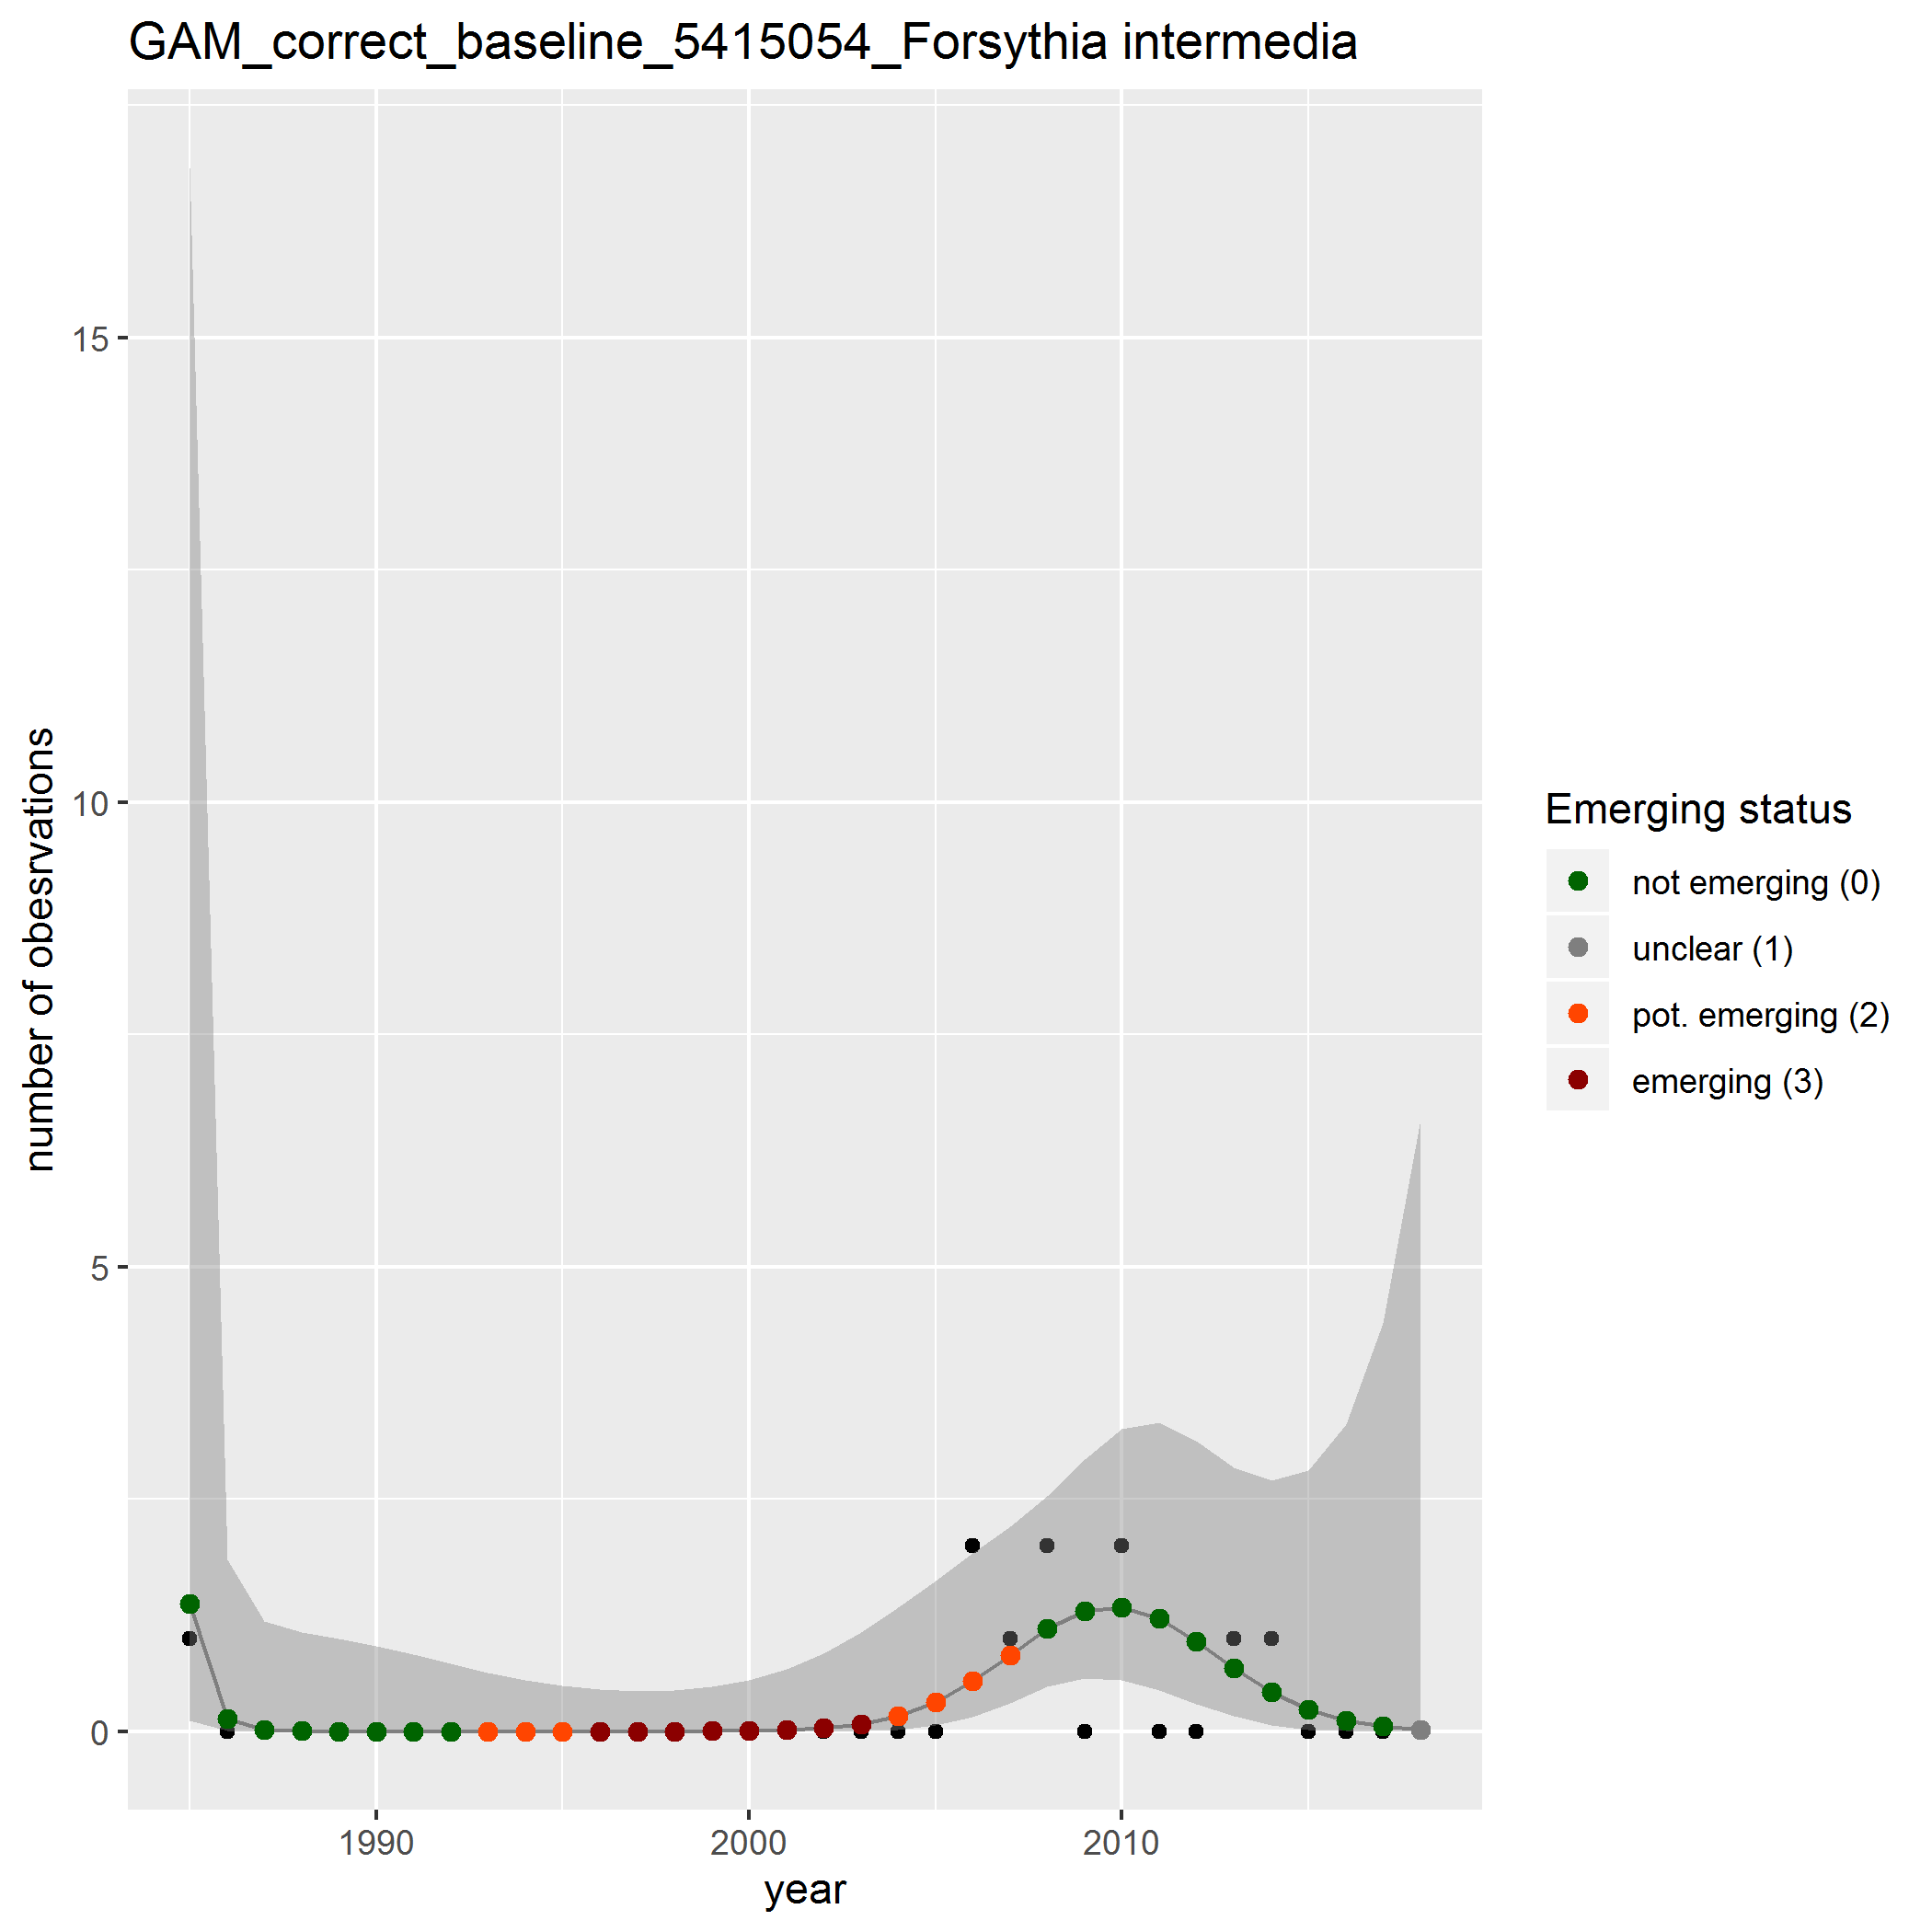 GAM_correct_baseline_5415054_Forsythia intermedia
15
10
5
0
number of obesrvations
1990
2000
2010
year
Emerging status
not emerging (0)
unclear (1)
pot. emerging (2)
emerging (3)